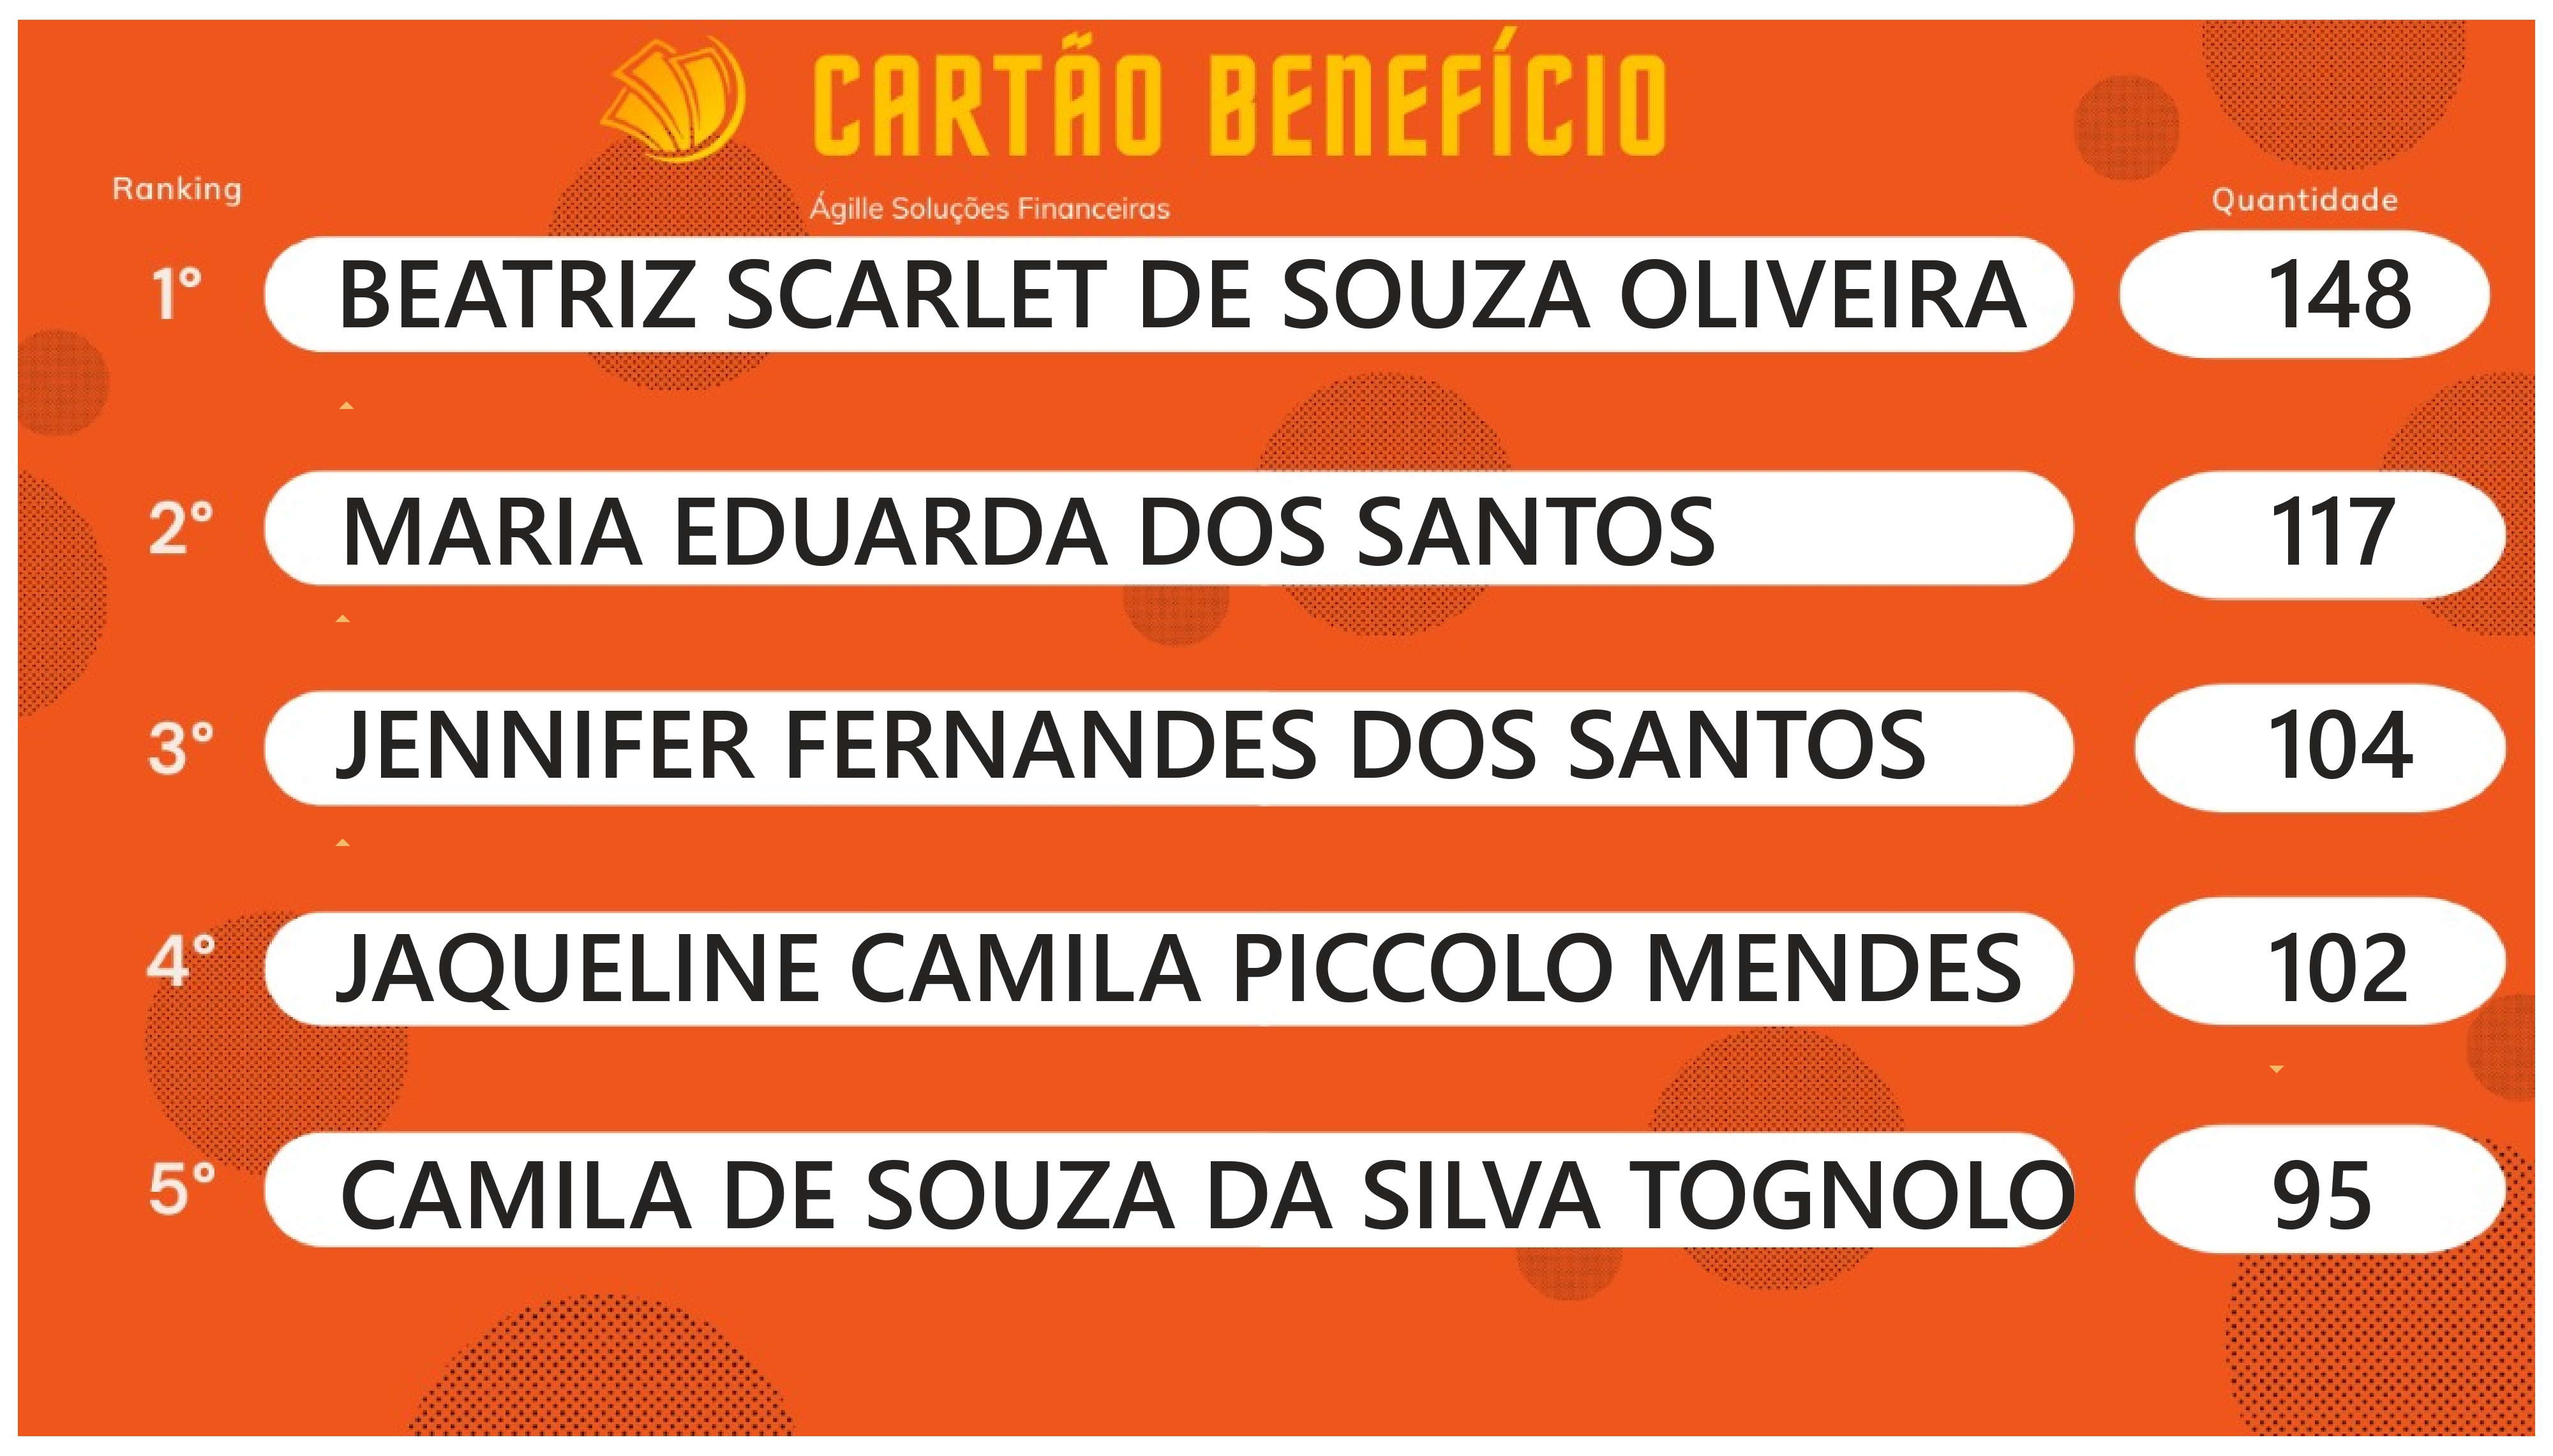 CARTÃO BENEFÍCIO
Ranking
Ágille Soluções Financeiras
Quantidade
1° BEATRIZ SCARLET DE SOUZA OLIVEIRA 148
2° MARIA EDUARDA DOS SANTOS 117
3° JENNIFER FERNANDES DOS SANTOS 104
4° JAQUELINE CAMILA PICCOLO MENDES 102
5° CAMILA DE SOUZA DA SILVA TOGNOLO 95